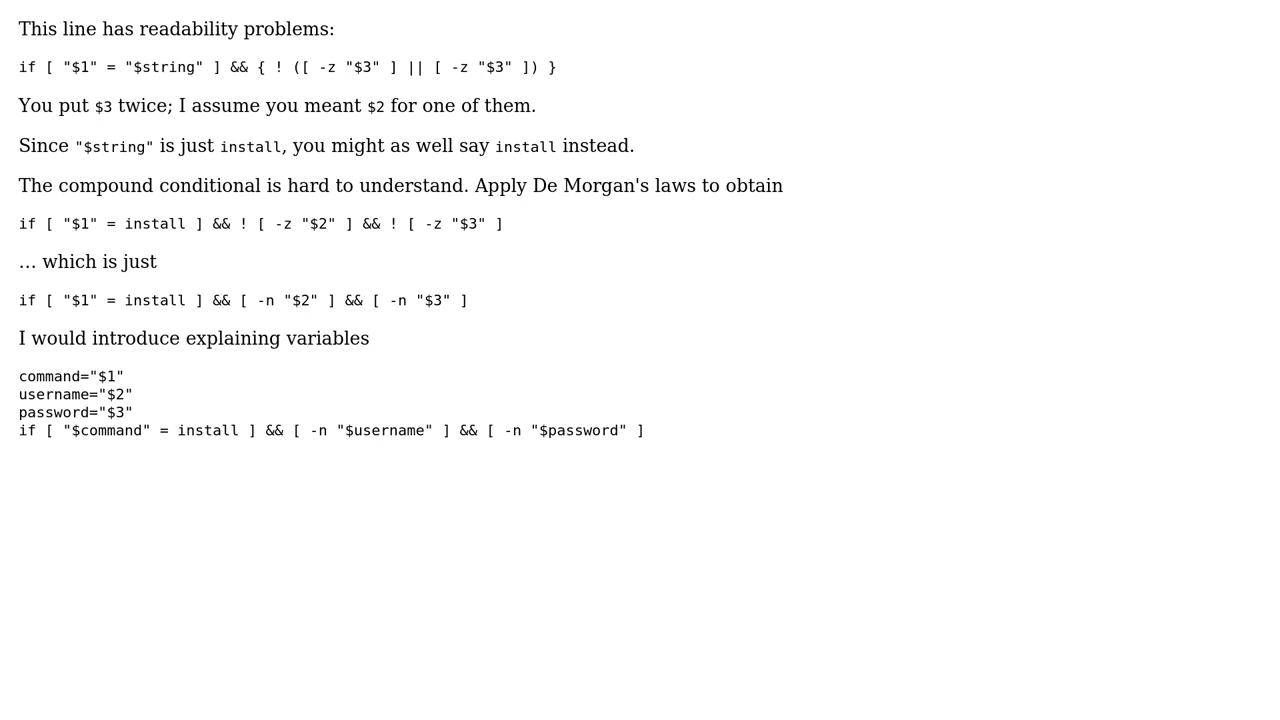 This line has readability problems:
if [ "$1" = "$string" ] && { ! ([ -z "$3" ] || [ -z "$3" ]) }
You put $3 twice; I assume you meant $2 for one of them.
Since "$string" is just install, you might as well say install instead.
The compound conditional is hard to understand. Apply De Morgan's laws to obtain
if [ "$1" = install ] && ! [ -z "$2" ] && ! [ -z "$3" ]
… which is just
if [ "$1" = install ] && [ -n "$2" ] && [ -n "$3" ]
I would introduce explaining variables
command="$1"
username="$2"
password="$3"
if [ "$command" = install ] && [ -n "$username" ] && [ -n "$password" ]